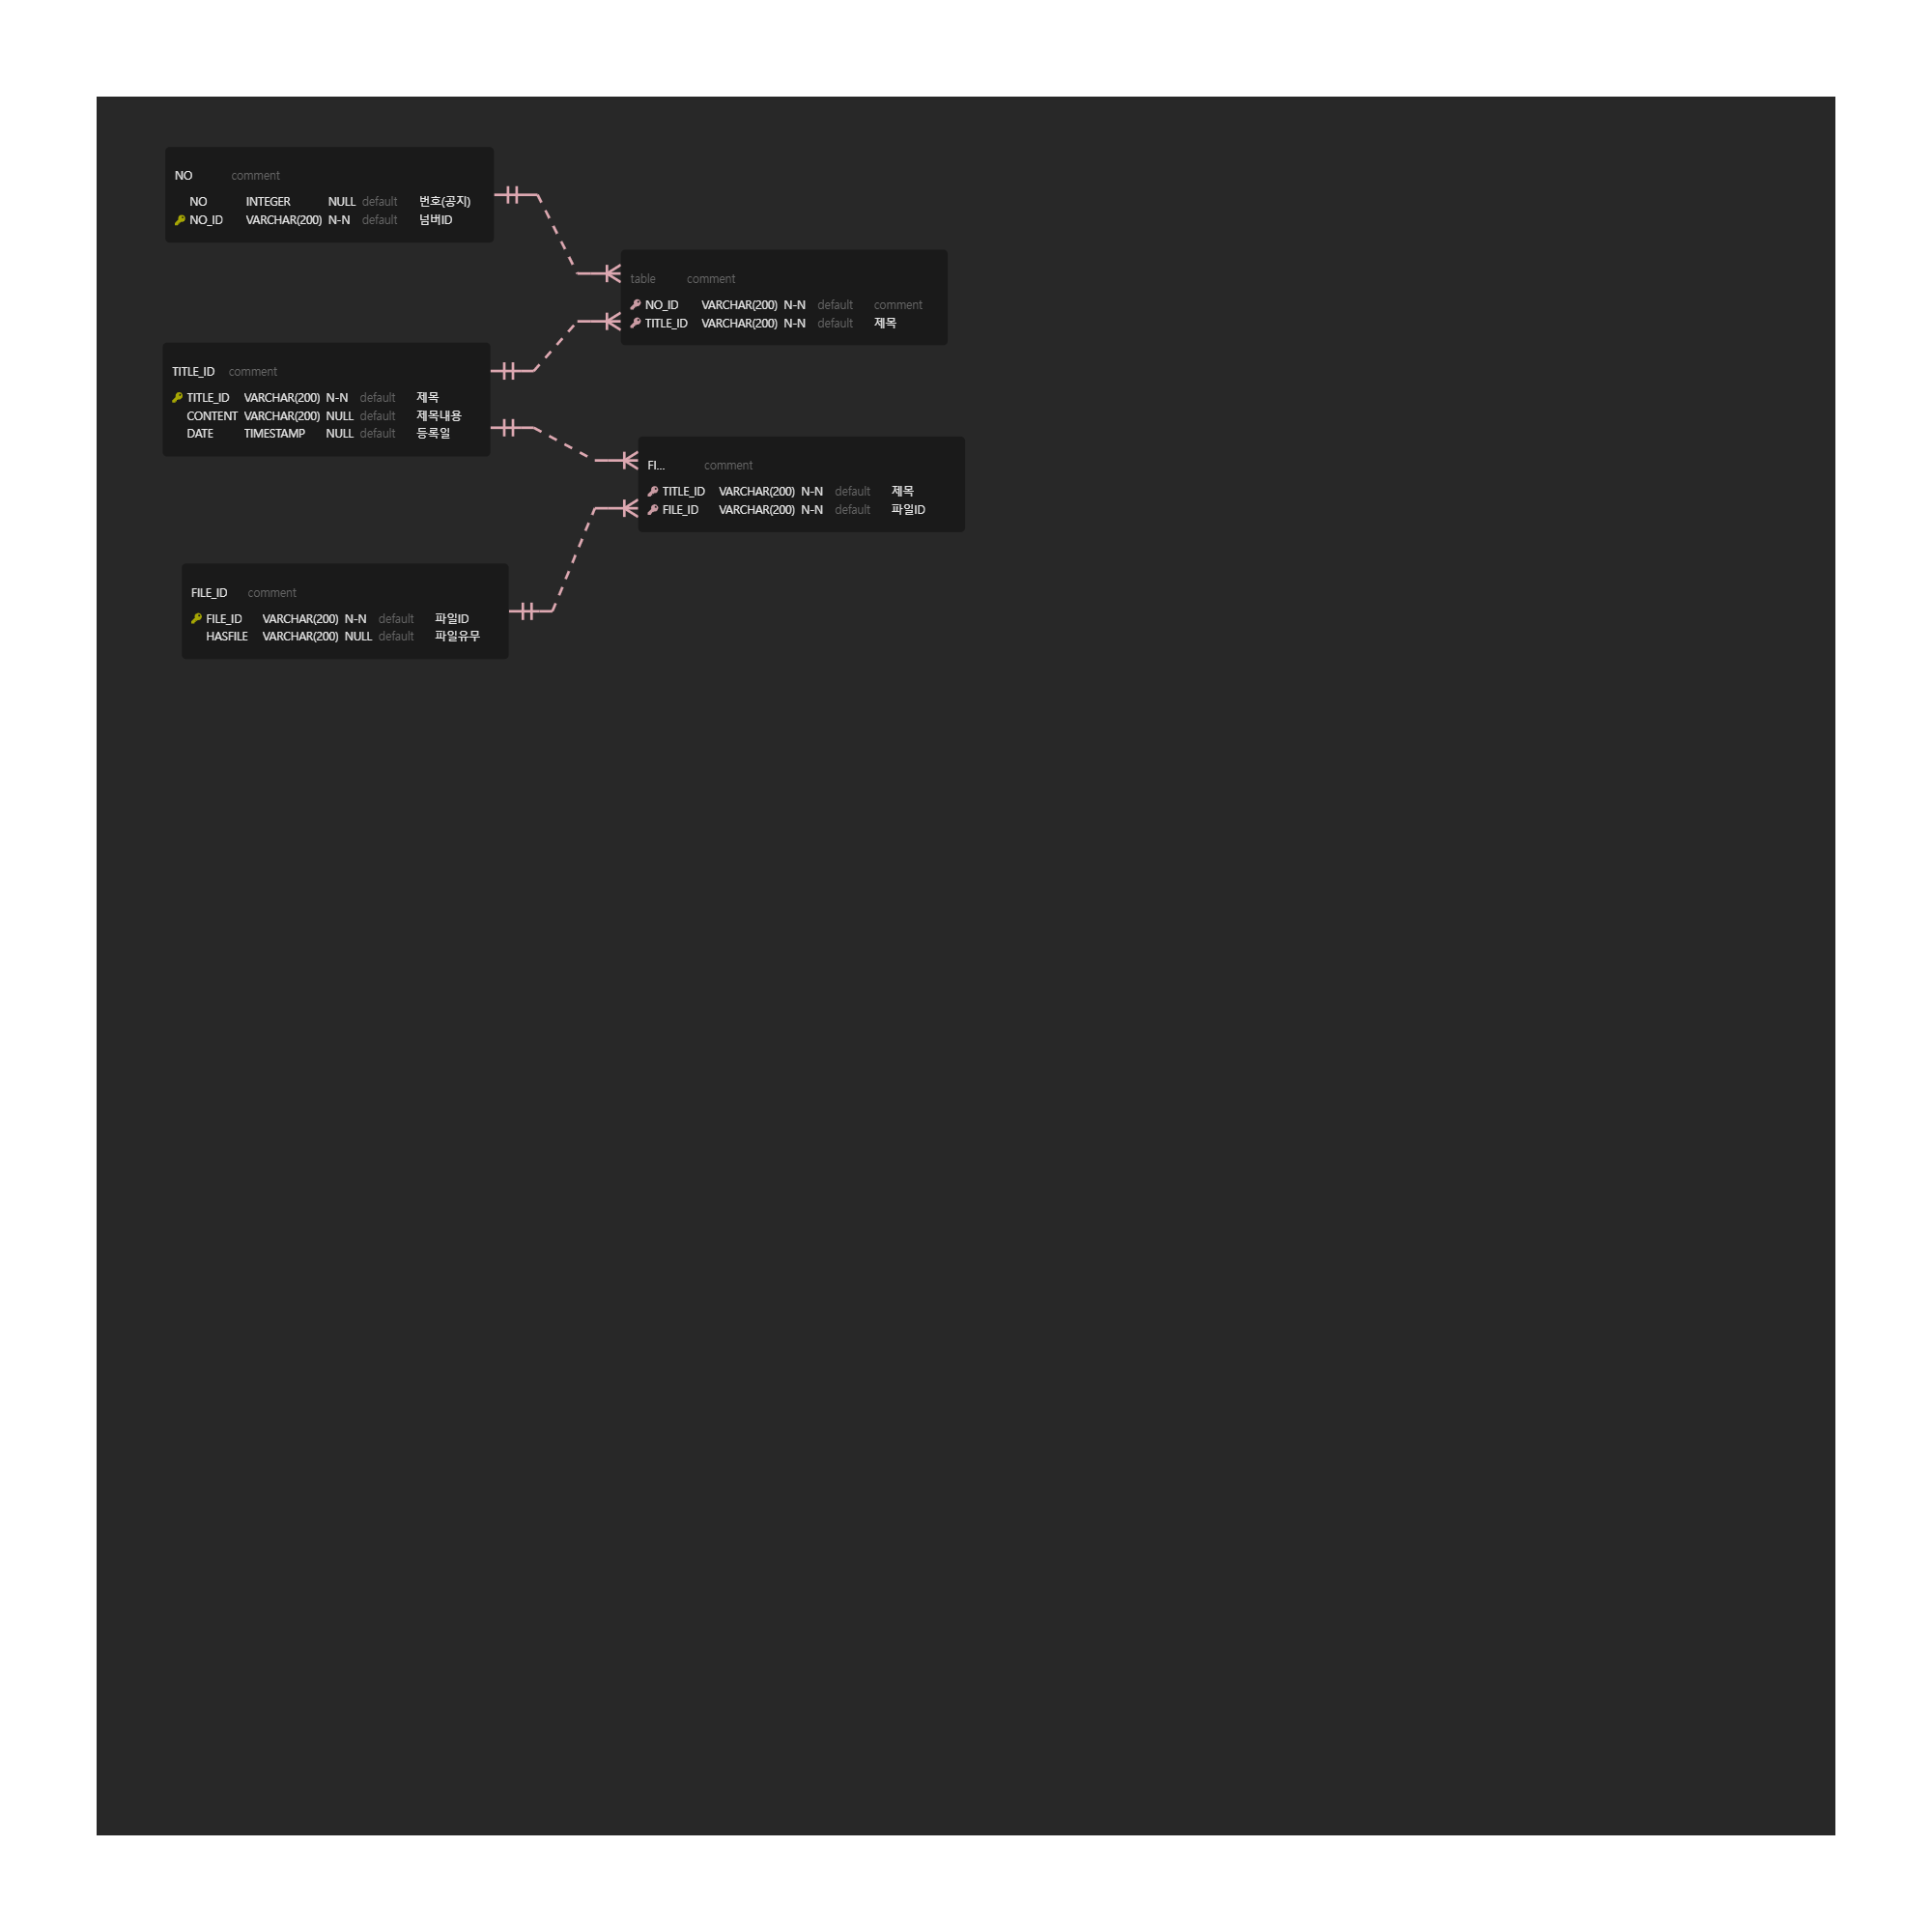 NO comment
NO INTEGER NULL default 번호(공지)
NO_ID VARCHAR(200) N-N default 넘버ID
table comment
NO_ID VARCHAR(200) N-N default comment
TITLE_ID VARCHAR(200) N-N default 제목
TITLE_ID comment
TITLE_ID VARCHAR(200) N-N default 제목
CONTENT VARCHAR(200) NULL default 제목내용
DATE TIMESTAMP NULL default 등록일
FI... comment
TITLE_ID VARCHAR(200) N-N default 제목
FILE_ID VARCHAR(200) N-N default 파일ID
FILE_ID comment
FILE_ID VARCHAR(200) N-N default 파일ID
HASFILE VARCHAR(200) NULL default 파일유무